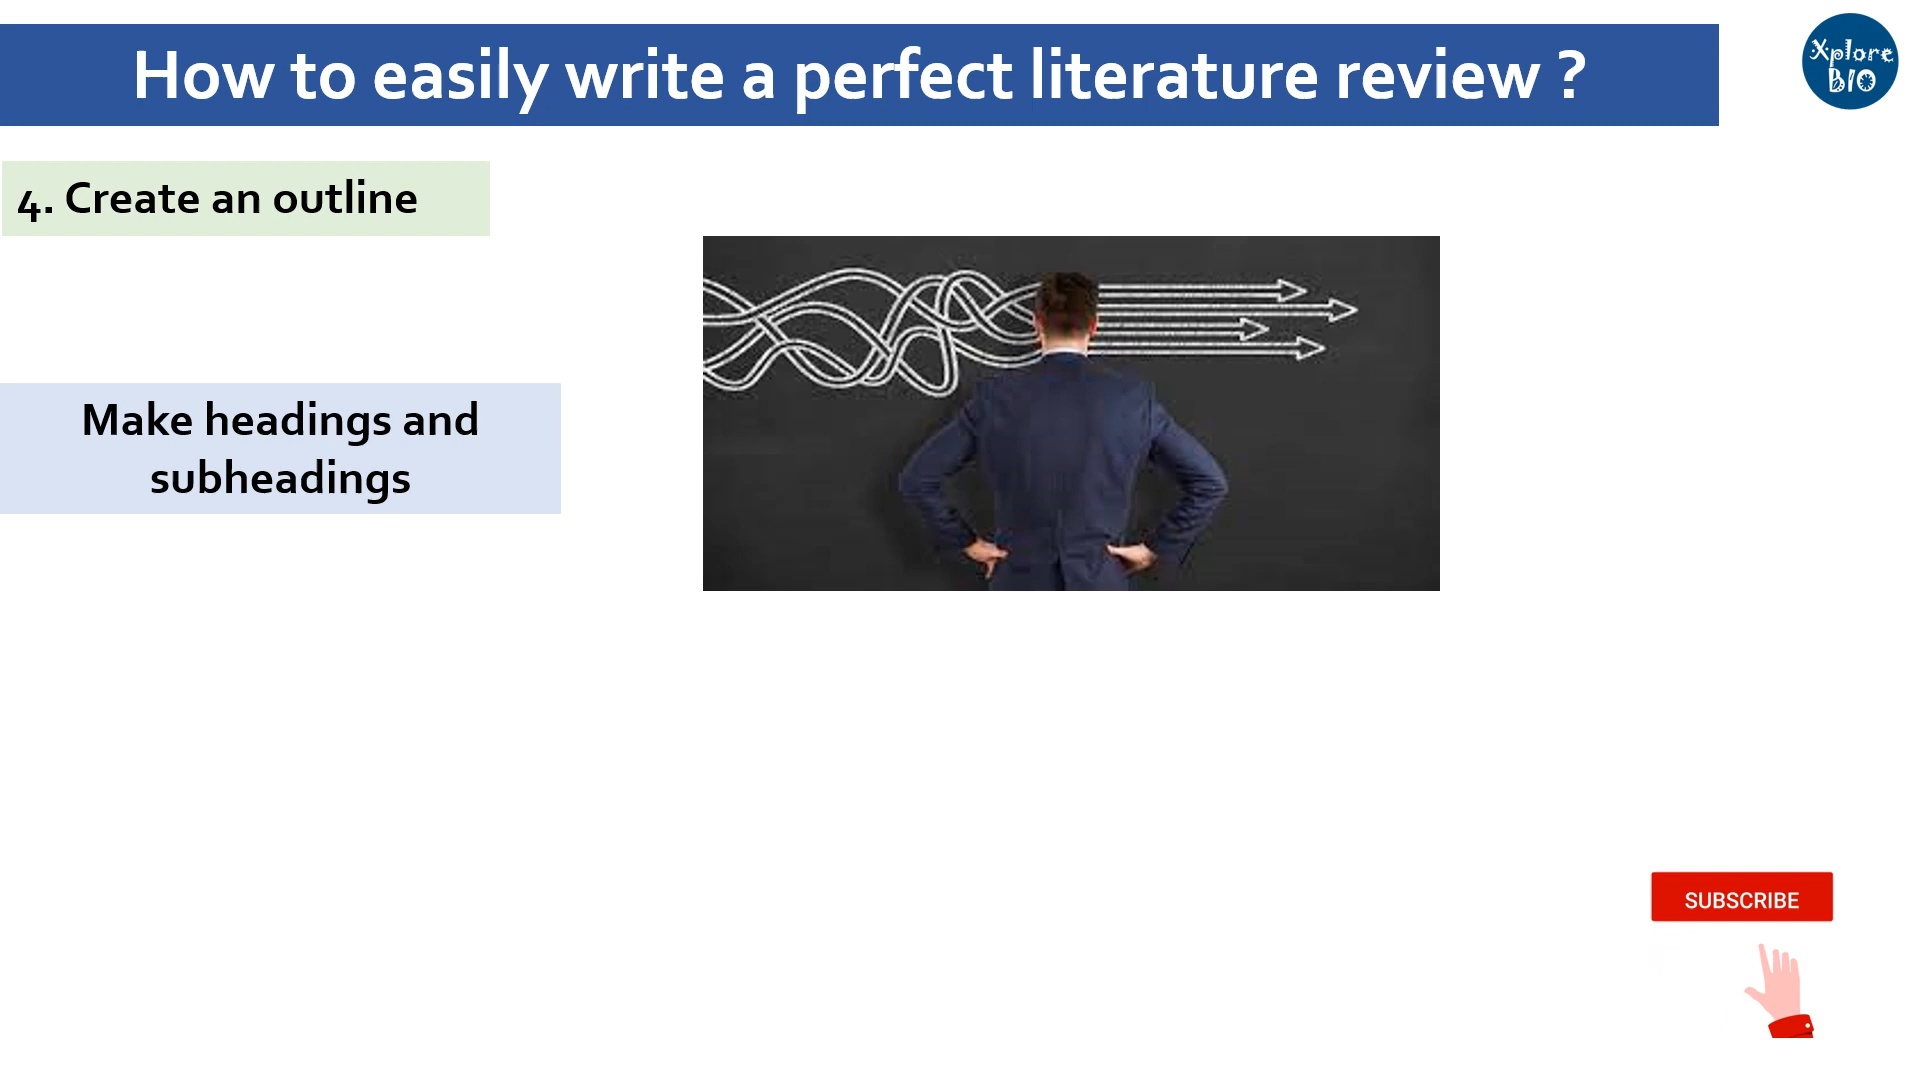 How to easily write a perfect literature review ?
Xplore
BIO
4. Create an outline
Make headings and
subheadings
SUBSCRIBE